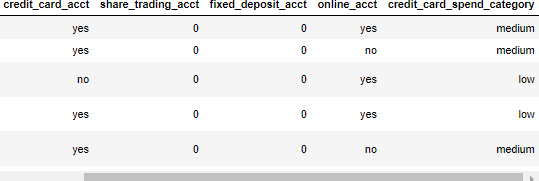 credit_card_acct share_trading_acct fixed_deposit_acct online_acct credit_card_spend_category
yes 0 0 yes medium
yes 0 0 no medium
no 0 0 yes low
yes 0 0 yes low
yes 0 0 no medium